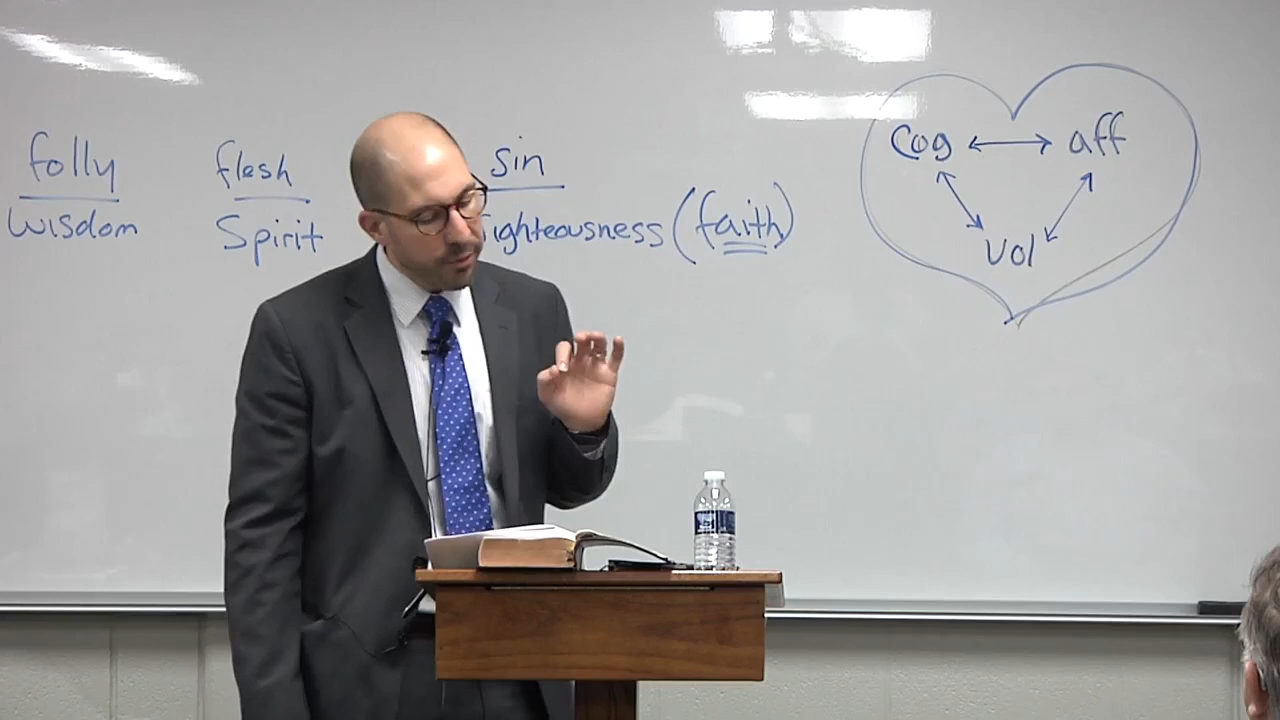 folly
wisdom
flesh
Spirit
sin
ighteousness (faith)
cog aff
vol